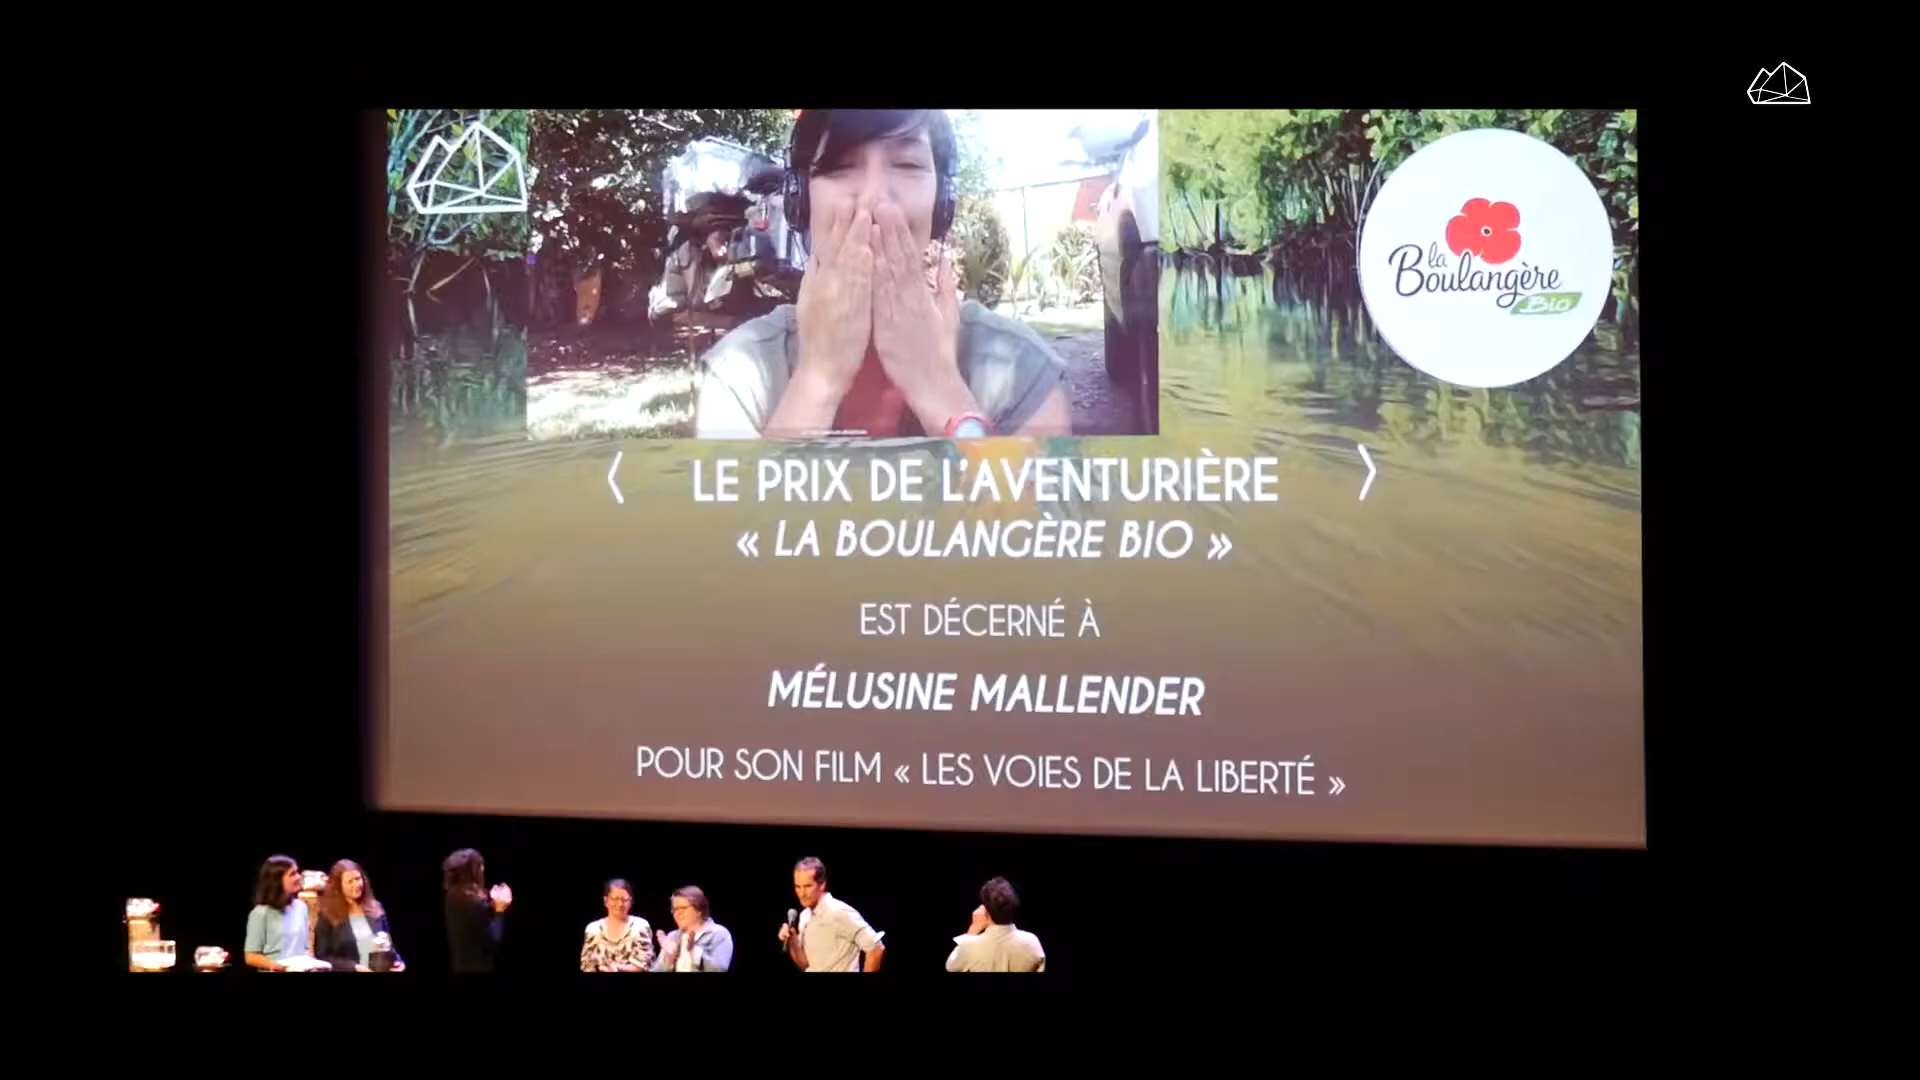 la
Boulangère
Bio
LE PRIX DE L'AVENTURIÈRE
« LA BOULANGÈRE BIO »
EST DÉCERNÉ À
MÉLUSINE MALLENDER
POUR SON FILM « LES VOIES DE LA LIBERTÉ »